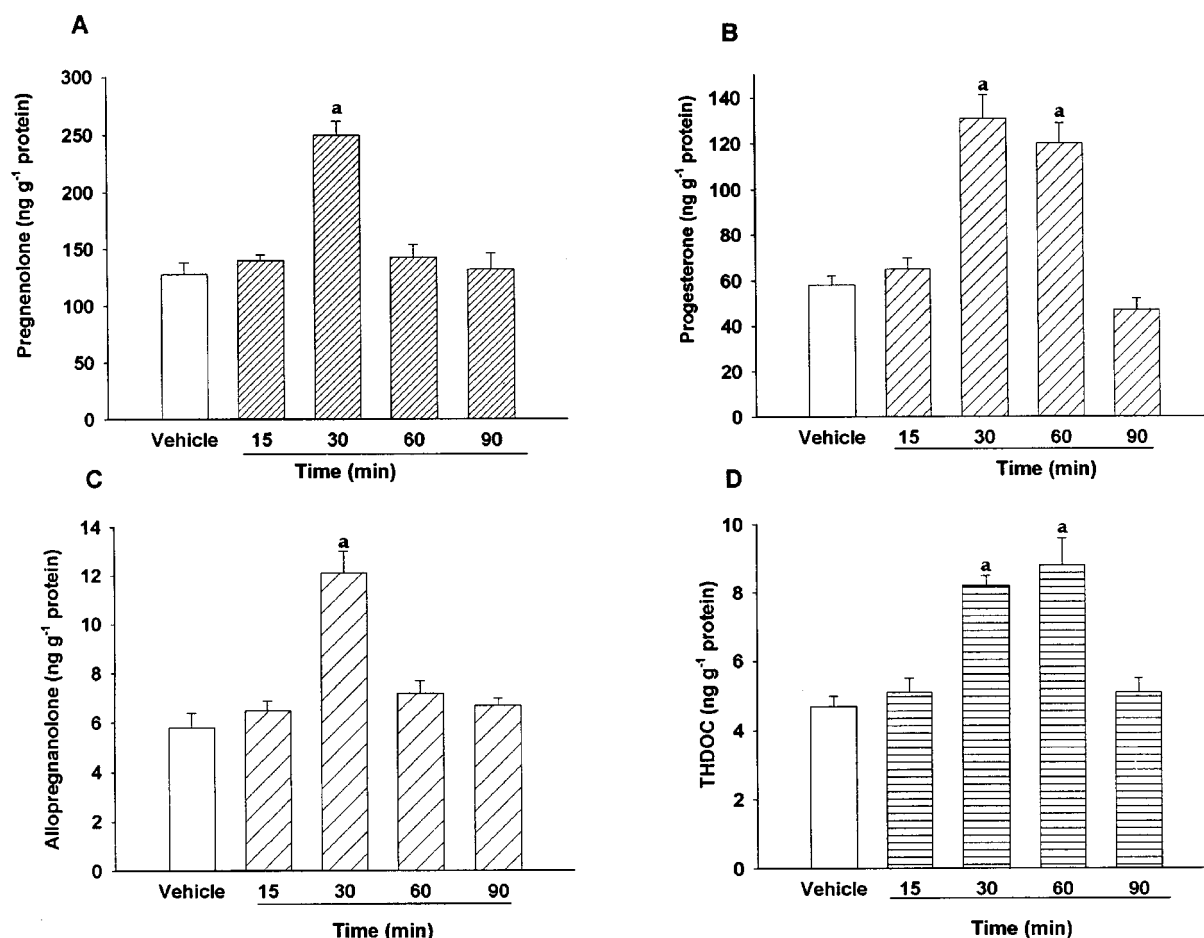 A
Pregnenolone (ng g⁻¹ protein)
300
250
200
150
100
50
0
a
Vehicle 15 30 60 90
Time (min)
B
Progesterone (ng g⁻¹ protein)
140
120
100
80
60
40
20
0
a a
Vehicle 15 30 60 90
Time (min)
C
Allopregnanolone (ng g⁻¹ protein)
14
12
10
8
6
4
2
0
a
Vehicle 15 30 60 90
Time (min)
D
THDOC (ng g⁻¹ protein)
10
8
6
4
2
0
a a
Vehicle 15 30 60 90
Time (min)